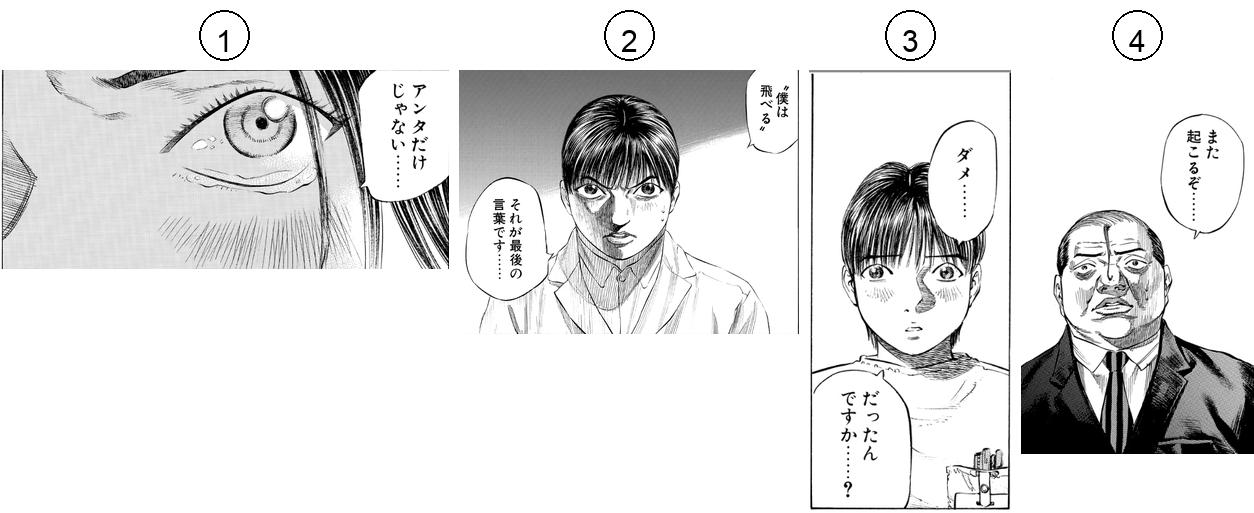 1
アンタだけ
じゃない……
2
〝僕は
飛べる〟
それが最後の
言葉です……
3
ダメ……
だったん
ですか……?
4
また
起こるぞ……